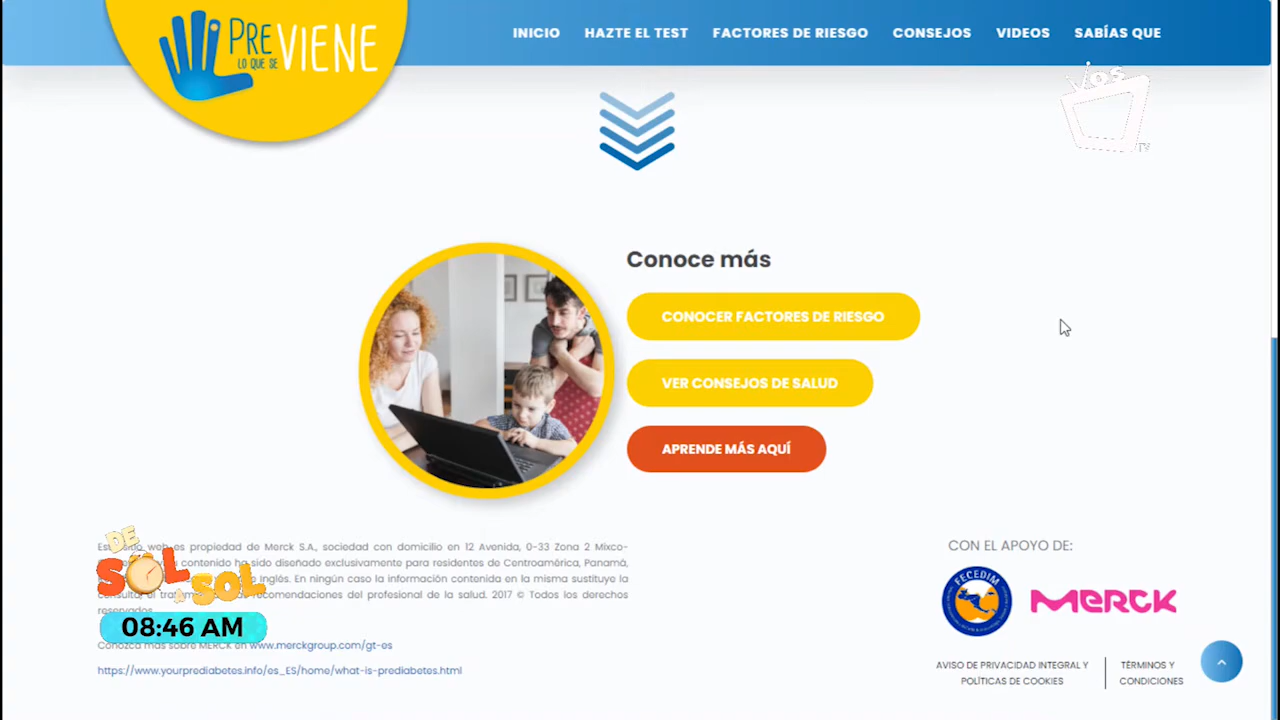 PRE
LO QUE SE VIENE
INICIO HAZTE EL TEST FACTORES DE RIESGO CONSEJOS VIDEOS SABÍAS QUE
VOS
TV
Conoce más
CONOCER FACTORES DE RIESGO
VER CONSEJOS DE SALUD
APRENDE MÁS AQUÍ
web es propiedad de Merck S.A., sociedad con domicilio en 12 Avenida, 0-33 Zona 2 Mixco-
contenido ha sido diseñado exclusivamente para residentes de Centroamérica, Panamá,
Inglés. En ningún caso la información contenida en la misma sustituye la
consulta, el recomendaciones del profesional de la salud. 2017 © Todos los derechos
reservados.
DE
SOL
a SOL
08:46 AM
Conozca más sobre MERCK en www.merckgroup.com/gt-es
https://www.yourprediabetes.info/es_ES/home/what-is-prediabetes.html
CON EL APOYO DE:
FECEDIM
MERCK
AVISO DE PRIVACIDAD INTEGRAL Y
POLÍTICAS DE COOKIES
TÉRMINOS Y
CONDICIONES